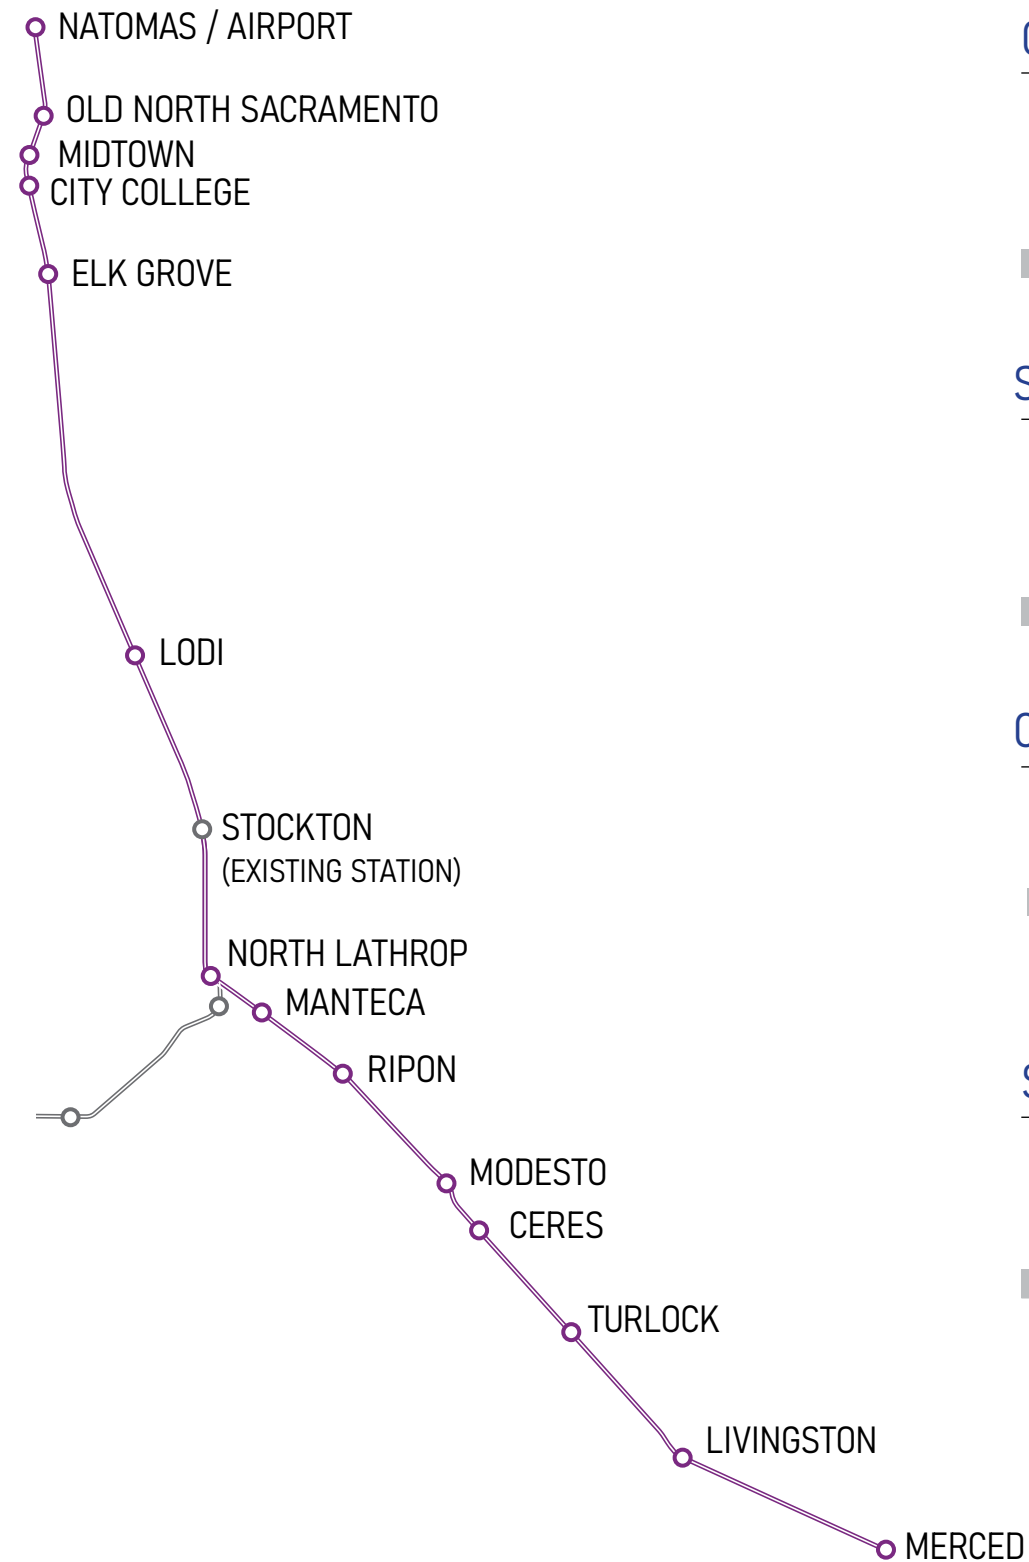 NATOMAS / AIRPORT
OLD NORTH SACRAMENTO
MIDTOWN
CITY COLLEGE
ELK GROVE
LODI
STOCKTON
(EXISTING STATION)
NORTH LATHROP
MANTECA
RIPON
MODESTO
CERES
TURLOCK
LIVINGSTON
MERCED